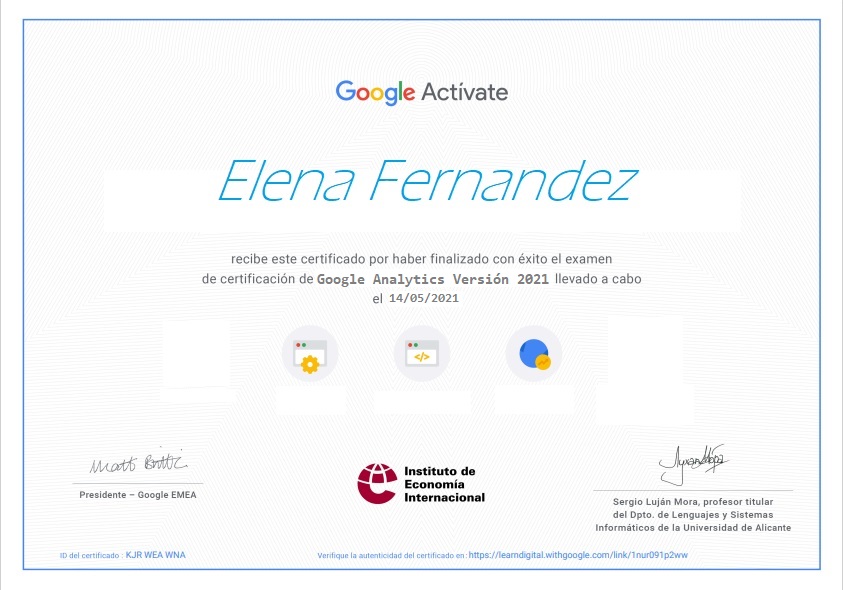 Google Actívate
Elena Fernandez
recibe este certificado por haber finalizado con éxito el examen
de certificación de Google Analytics Versión 2021 llevado a cabo
el 14/05/2021
</>
Matt Brittin
Presidente – Google EMEA
Instituto de
Economía
Internacional
Sergio Luján Mora, profesor titular
del Dpto. de Lenguajes y Sistemas
Informáticos de la Universidad de Alicante
ID del certificado : KJR WEA WNA
Verifique la autenticidad del certificado en: https://learndigital.withgoogle.com/link/1nur091p2ww